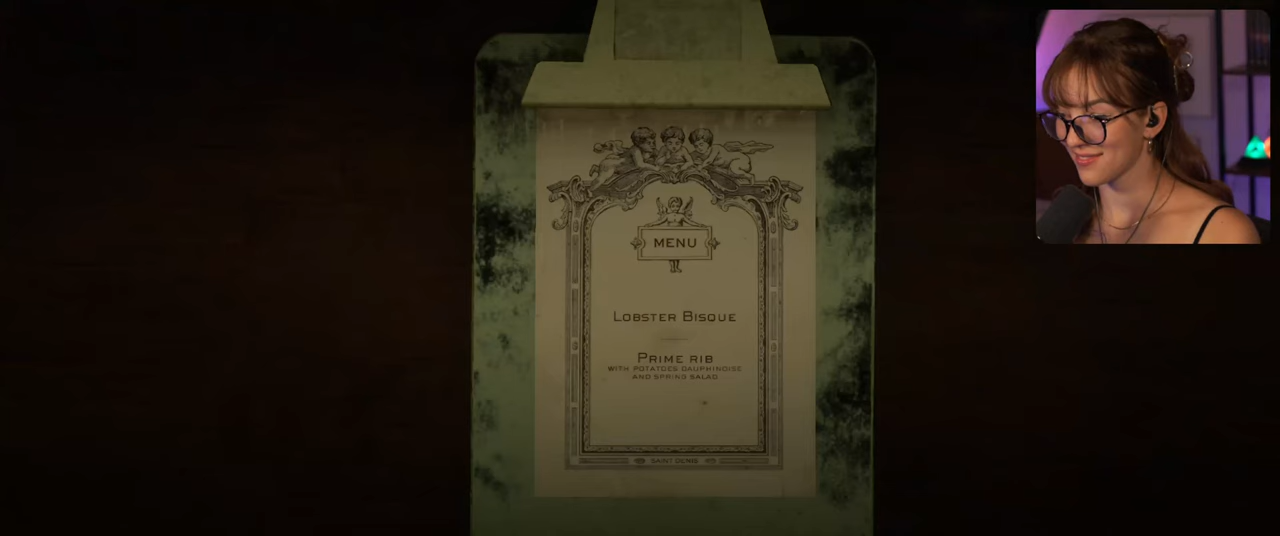 MENU
LOBSTER BISQUE
PRIME RIB
WITH POTATOES DAUPHINOISE
AND SPRING SALAD
SAINT DENIS